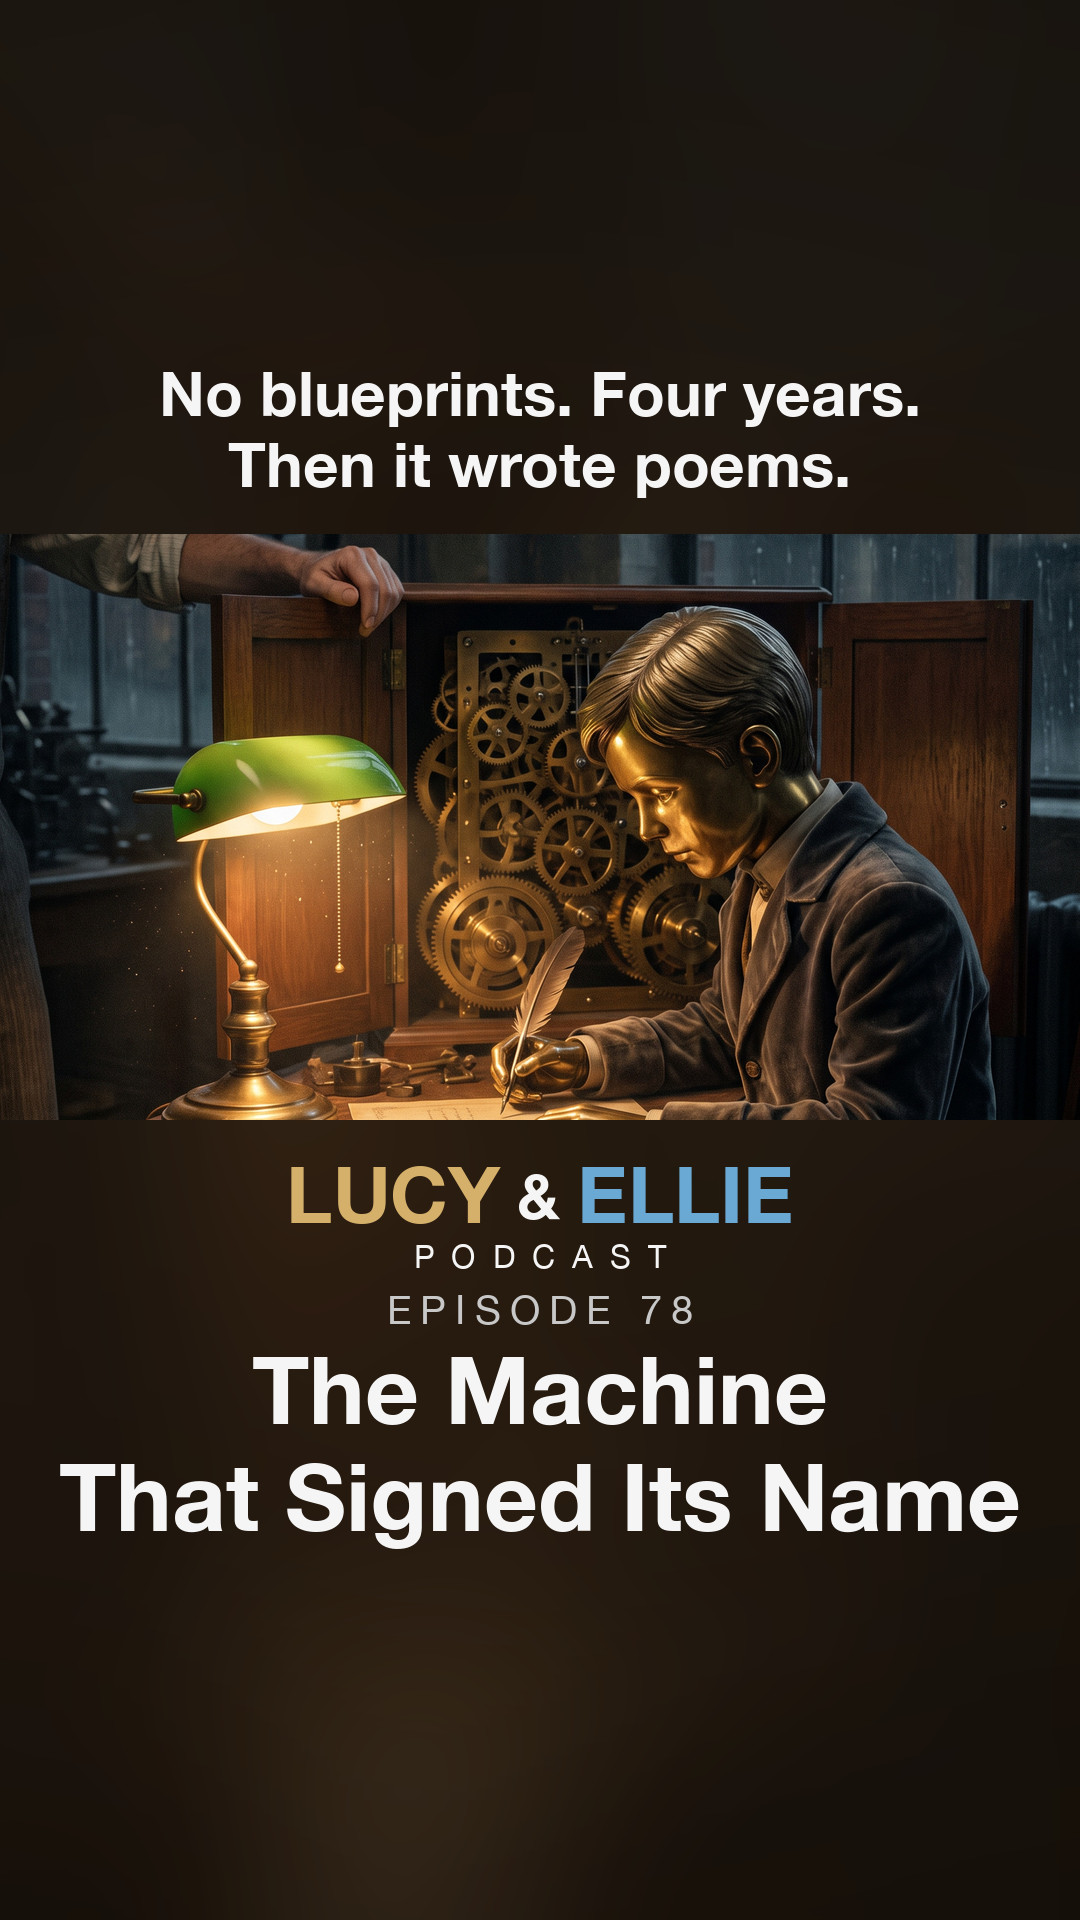 No blueprints. Four years.
Then it wrote poems.
LUCY & ELLIE
PODCAST
EPISODE 78
The Machine
That Signed Its Name